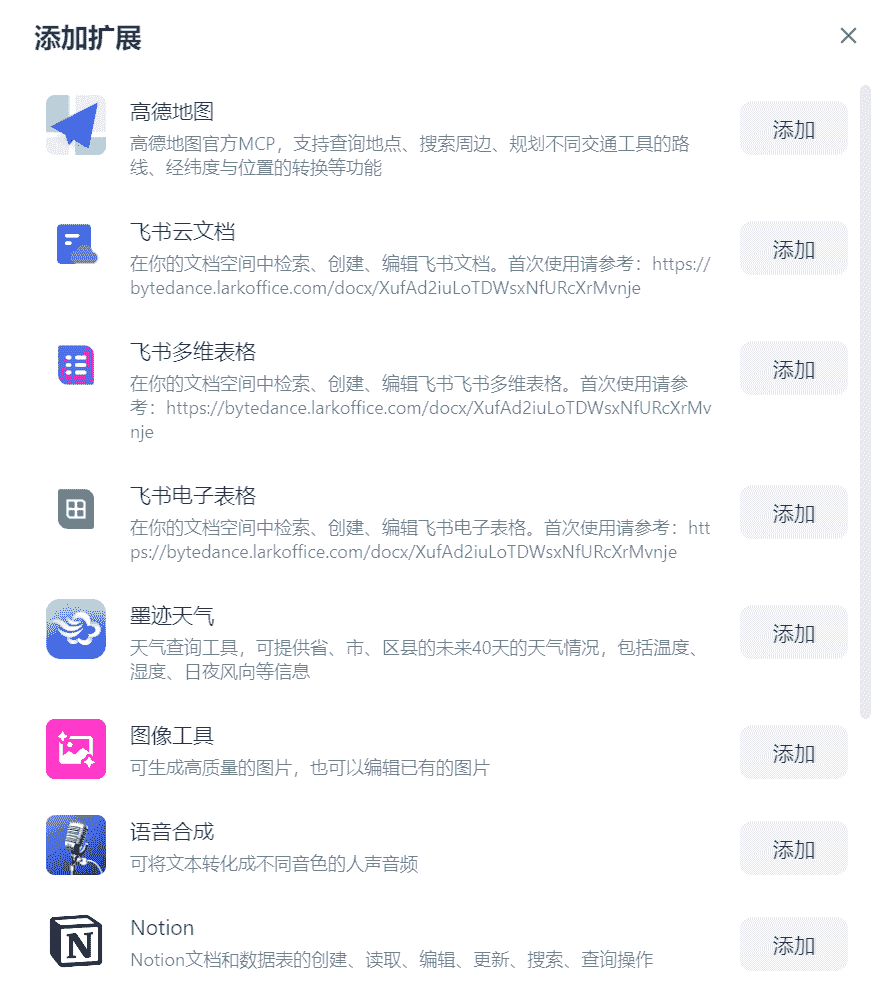 添加扩展
高德地图
添加
高德地图官方MCP，支持查询地点、搜索周边、规划不同交通工具的路
线、经纬度与位置的转换等功能
飞书云文档
添加
在你的文档空间中检索、创建、编辑飞书文档。首次使用请参考：https://
bytedance.larkoffice.com/docx/XufAd2iuLoTDWsxNfURcXrMvnje
飞书多维表格
添加
在你的文档空间中检索、创建、编辑飞书飞书多维表格。首次使用请参
考：https://bytedance.larkoffice.com/docx/XufAd2iuLoTDWsxNfURcXrMv
nje
飞书电子表格
添加
在你的文档空间中检索、创建、编辑飞书电子表格。首次使用请参考：htt
ps://bytedance.larkoffice.com/docx/XufAd2iuLoTDWsxNfURcXrMvnje
墨迹天气
添加
天气查询工具，可提供省、市、区县的未来40天的天气情况，包括温度、
湿度、日夜风向等信息
图像工具
添加
可生成高质量的图片，也可以编辑已有的图片
语音合成
添加
可将文本转化成不同音色的人声音频
Notion
添加
Notion文档和数据表的创建、读取、编辑、更新、搜索、查询操作